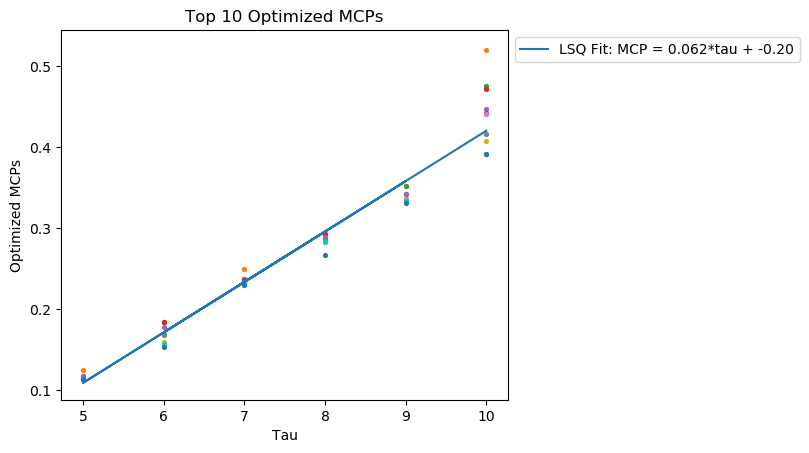 Top 10 Optimized MCPs
LSQ Fit: MCP = 0.062*tau + -0.20
0.5
0.4
0.3
0.2
0.1
Optimized MCPs
5 6 7 8 9 10
Tau